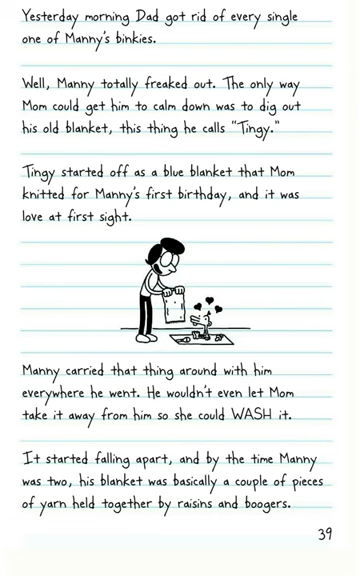 Yesterday morning Dad got rid of every single
one of Manny's binkies.
Well, Manny totally freaked out. The only way
Mom could get him to calm down was to dig out
his old blanket, this thing he calls "Tingy."
Tingy started off as a blue blanket that Mom
knitted for Manny's first birthday, and it was
love at first sight.
Manny carried that thing around with him
everywhere he went. He wouldn't even let Mom
take it away from him so she could WASH it.
It started falling apart, and by the time Manny
was two, his blanket was basically a couple of pieces
of yarn held together by raisins and boogers.
39